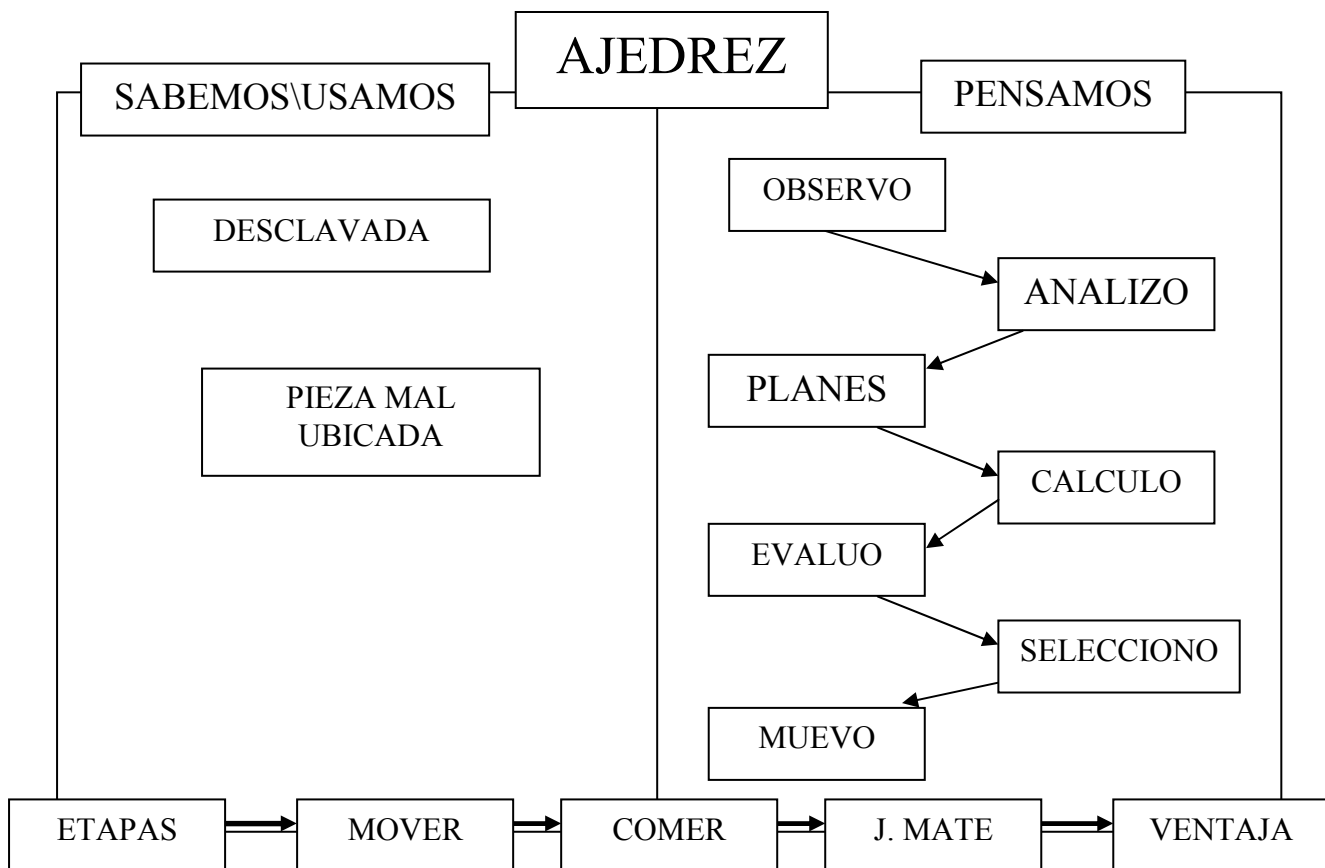 AJEDREZ
SABEMOS\USAMOS
PENSAMOS
DESCLAVADA
PIEZA MAL
UBICADA
OBSERVO
ANALIZO
PLANES
CALCULO
EVALUO
SELECCIONO
MUEVO
ETAPAS
MOVER
COMER
J. MATE
VENTAJA